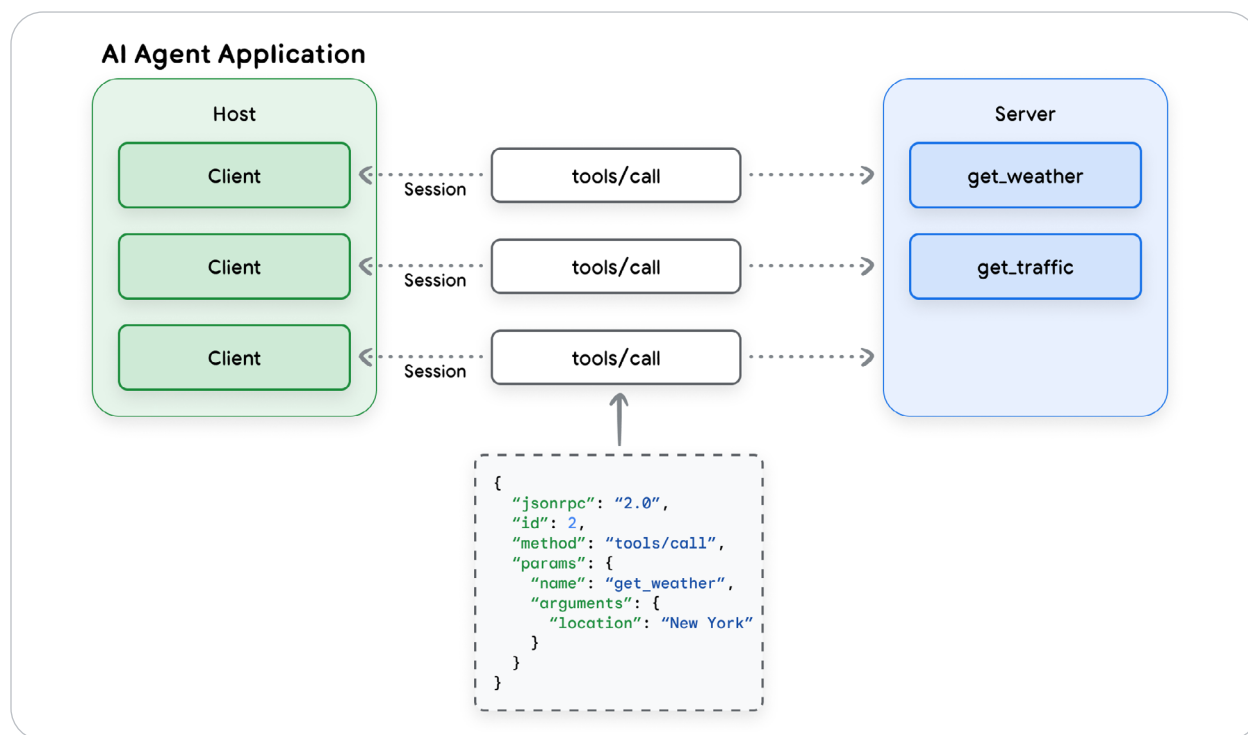 AI Agent Application
Host
Server
Client
Session
tools/call
get_weather
Client
Session
tools/call
get_traffic
Client
Session
tools/call
{
“jsonrpc”: “2.0”,
“id”: 2,
“method”: “tools/call”,
“params”: {
“name”: “get_weather”,
“arguments”: {
“location”: “New York”
}
}
}